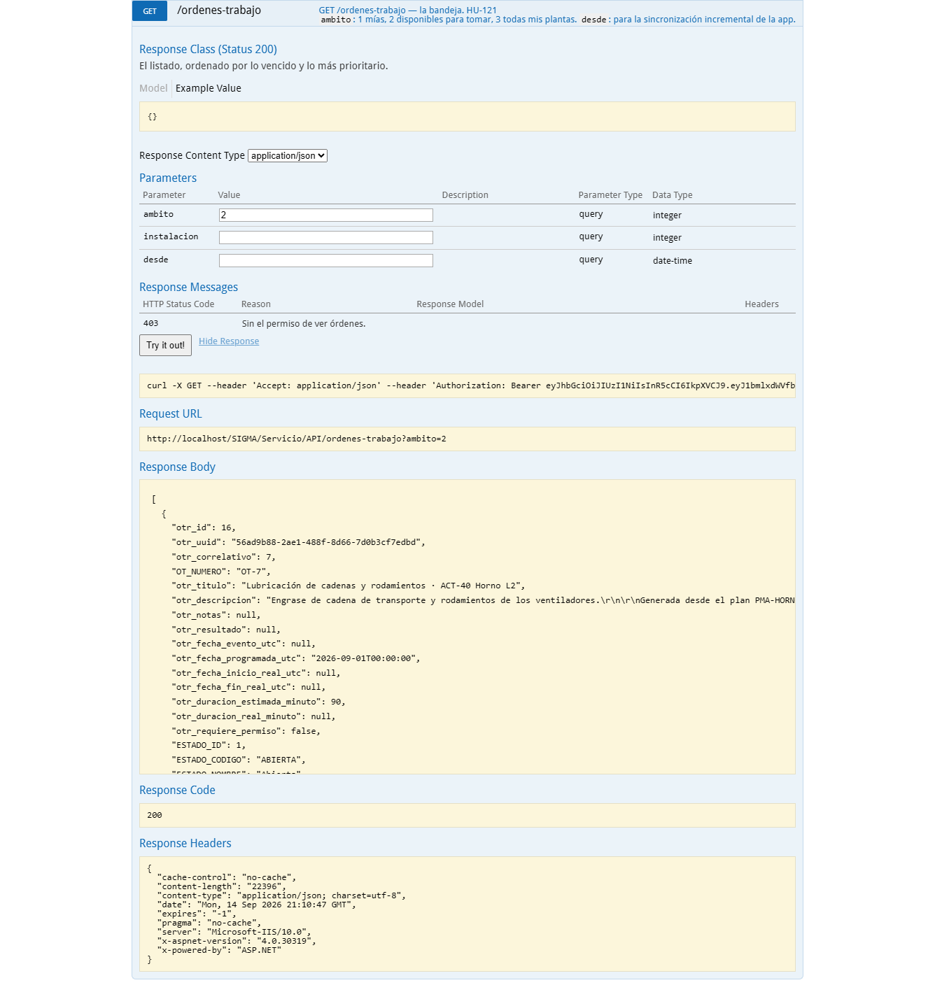 GET /ordenes-trabajo GET /ordenes-trabajo — la bandeja. HU-121
ambito: 1 mías, 2 disponibles para tomar, 3 todas mis plantas. desde: para la sincronización incremental de la app.
Response Class (Status 200)
El listado, ordenado por lo vencido y lo más prioritario.
Model Example Value
{}
Response Content Type application/json
Parameters
Parameter Value Description Parameter Type Data Type
ambito 2 query integer
instalacion query integer
desde query date-time
Response Messages
HTTP Status Code Reason Response Model Headers
403 Sin el permiso de ver órdenes.
Try it out! Hide Response
curl -X GET --header 'Accept: application/json' --header 'Authorization: Bearer eyJhbGciOiJIUzI1NiIsInR5cCI6IkpXVCJ9.eyJ1bmlxdWVfb
Request URL
http://localhost/SIGMA/Servicio/API/ordenes-trabajo?ambito=2
Response Body
[
{
"otr_id": 16,
"otr_uuid": "56ad9b88-2ae1-488f-8d66-7d0b3cf7edbd",
"otr_correlativo": 7,
"OT_NUMERO": "OT-7",
"otr_titulo": "Lubricación de cadenas y rodamientos · ACT-40 Horno L2",
"otr_descripcion": "Engrase de cadena de transporte y rodamientos de los ventiladores.\r\n\r\nGenerada desde el plan PMA-HORN
"otr_notas": null,
"otr_resultado": null,
"otr_fecha_evento_utc": null,
"otr_fecha_programada_utc": "2026-09-01T00:00:00",
"otr_fecha_inicio_real_utc": null,
"otr_fecha_fin_real_utc": null,
"otr_duracion_estimada_minuto": 90,
"otr_duracion_real_minuto": null,
"otr_requiere_permiso": false,
"ESTADO_ID": 1,
"ESTADO_CODIGO": "ABIERTA",
"ESTADO_NOMBRE": "Abierta",
Response Code
200
Response Headers
{
"cache-control": "no-cache",
"content-length": "22396",
"content-type": "application/json; charset=utf-8",
"date": "Mon, 14 Sep 2026 21:10:47 GMT",
"expires": "-1",
"pragma": "no-cache",
"server": "Microsoft-IIS/10.0",
"x-aspnet-version": "4.0.30319",
"x-powered-by": "ASP.NET"
}